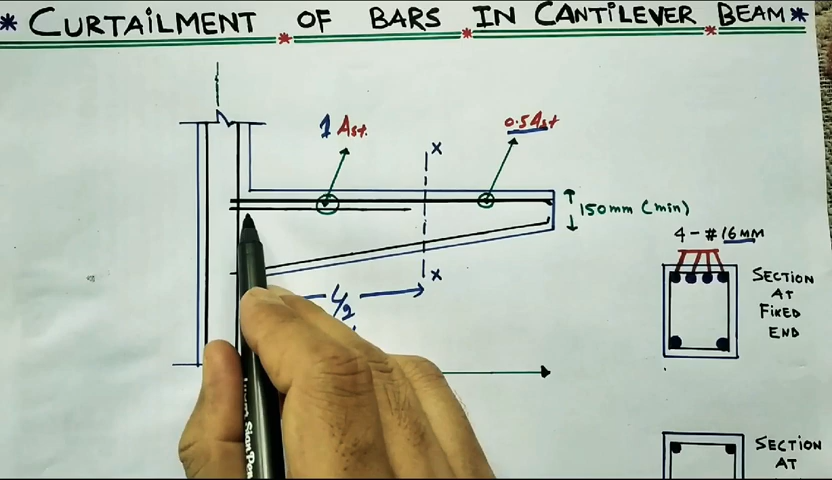 * CURTAiLMENT * OF BARS * IN CANTiLEVER * BEAM *
1 Ast.
0.5Ast
x
150mm (min)
x
L/2
4 - # 16MM
SECTION
AT
FIXED
END
SECTION
AT